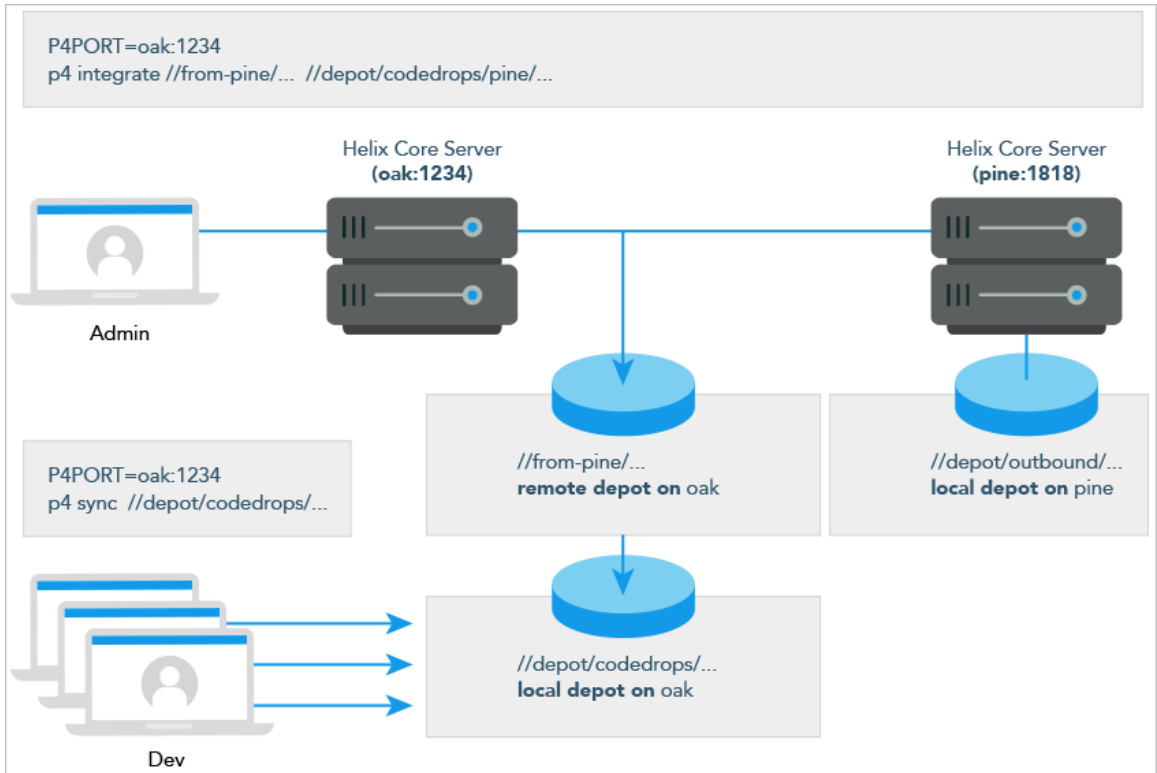 P4PORT=oak:1234
p4 integrate //from-pine/... //depot/codedrops/pine/...
Helix Core Server
(oak:1234)
Helix Core Server
(pine:1818)
Admin
//from-pine/...
remote depot on oak
//depot/outbound/...
local depot on pine
P4PORT=oak:1234
p4 sync //depot/codedrops/...
//depot/codedrops/...
local depot on oak
Dev